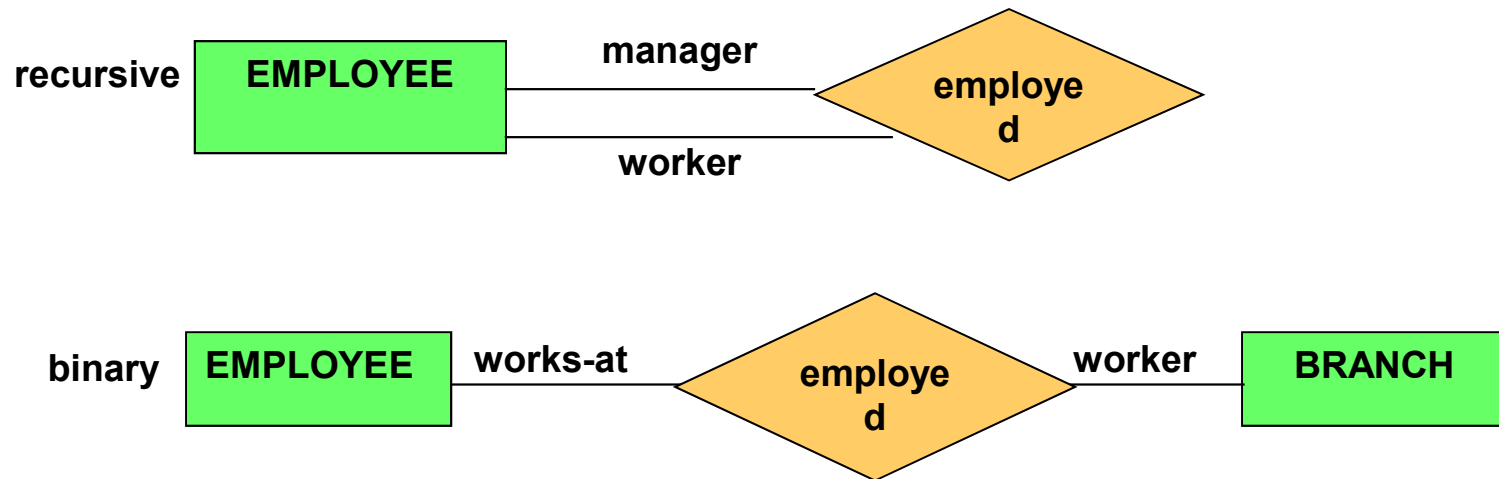 recursive
EMPLOYEE
manager
worker
employe
d
binary
EMPLOYEE
works-at
employe
d
worker
BRANCH